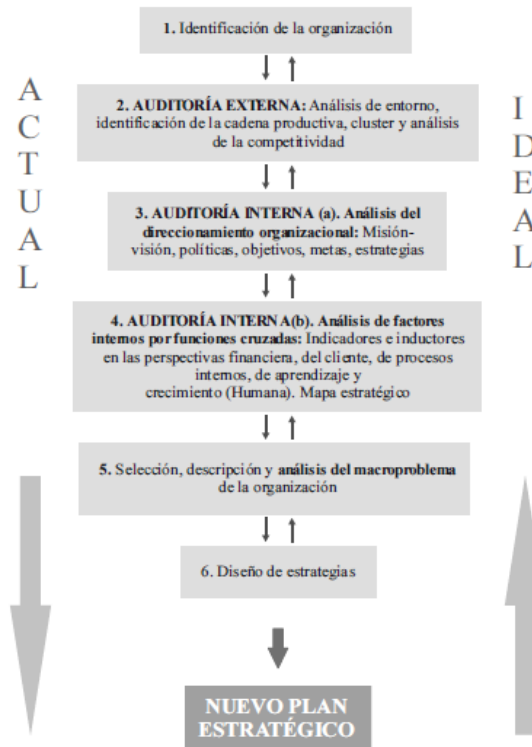 1. Identificación de la organización
A
C
T
U
A
L
2. AUDITORÍA EXTERNA: Análisis de entorno,
identificación de la cadena productiva, cluster y análisis
de la competitividad
I
D
E
A
L
3. AUDITORÍA INTERNA (a). Análisis del
direccionamiento organizacional: Misión-
visión, políticas, objetivos, metas, estrategias
4. AUDITORÍA INTERNA(b). Análisis de factores
internos por funciones cruzadas: Indicadores e inductores
en las perspectivas financiera, del cliente, de procesos
internos, de aprendizaje y
crecimiento (Humana). Mapa estratégico
5. Selección, descripción y análisis del macroproblema
de la organización
6. Diseño de estrategias
NUEVO PLAN
ESTRATÉGICO